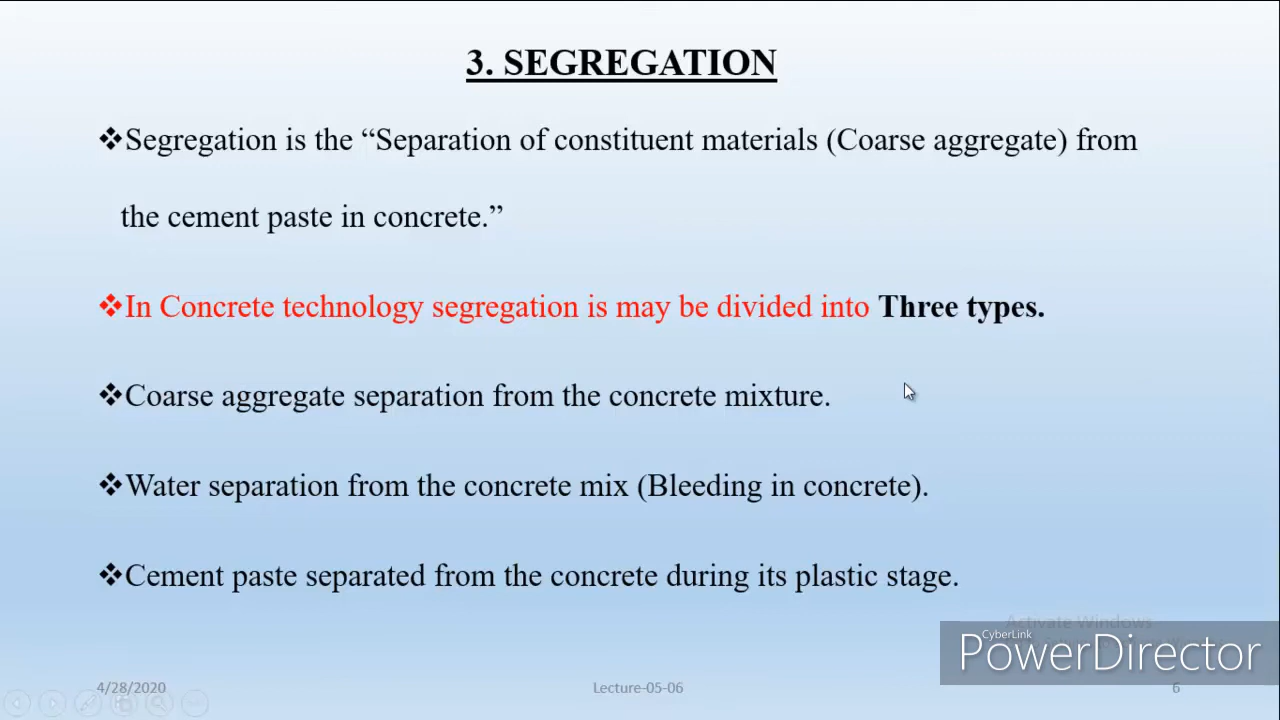 3. SEGREGATION
❖Segregation is the “Separation of constituent materials (Coarse aggregate) from
the cement paste in concrete.”
❖In Concrete technology segregation is may be divided into Three types.
❖Coarse aggregate separation from the concrete mixture.
❖Water separation from the concrete mix (Bleeding in concrete).
❖Cement paste separated from the concrete during its plastic stage.
Activate Windows
CyberLink
PowerDirector
4/28/2020
Lecture-05-06
6